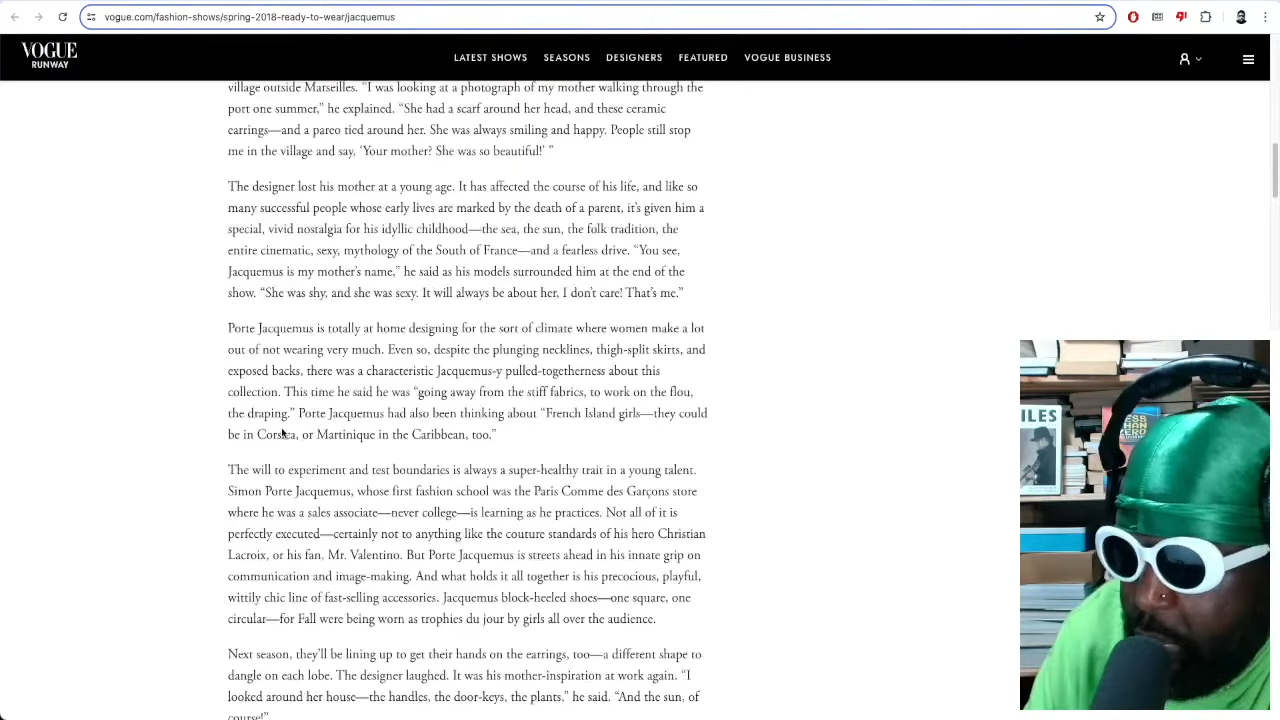 vogue.com/fashion-shows/spring-2018-ready-to-wear/jacquemus
VOGUE
RUNWAY
LATEST SHOWS SEASONS DESIGNERS FEATURED VOGUE BUSINESS
village outside Marseilles. “I was looking at a photograph of my mother walking through the
port one summer,” he explained. “She had a scarf around her head, and these ceramic
earrings—and a pareo tied around her. She was always smiling and happy. People still stop
me in the village and say, ‘Your mother? She was so beautiful!’ ”
The designer lost his mother at a young age. It has affected the course of his life, and like so
many successful people whose early lives are marked by the death of a parent, it’s given him a
special, vivid nostalgia for his idyllic childhood—the sea, the sun, the folk tradition, the
entire cinematic, sexy, mythology of the South of France—and a fearless drive. “You see,
Jacquemus is my mother’s name,” he said as his models surrounded him at the end of the
show. “She was shy, and she was sexy. It will always be about her, I don’t care! That’s me.”
Porte Jacquemus is totally at home designing for the sort of climate where women make a lot
out of not wearing very much. Even so, despite the plunging necklines, thigh-split skirts, and
exposed backs, there was a characteristic Jacquemus-y pulled-togetherness about this
collection. This time he said he was “going away from the stiff fabrics, to work on the flou,
the draping.” Porte Jacquemus had also been thinking about “French Island girls—they could
be in Corsica, or Martinique in the Caribbean, too,”
The will to experiment and test boundaries is always a super-healthy trait in a young talent.
Simon Porte Jacquemus, whose first fashion school was the Paris Comme des Garçons store
where he was a sales associate—never college—is learning as he practices. Not all of it is
perfectly executed—certainly not to anything like the couture standards of his hero Christian
Lacroix, or his fan, Mr. Valentino. But Porte Jacquemus is streets ahead in his innate grip on
communication and image-making. And what holds it all together is his precocious, playful,
wittily chic line of fast-selling accessories. Jacquemus block-heeled shoes—one square, one
circular—for Fall were being worn as trophies du jour by girls all over the audience.
Next season, they’ll be lining up to get their hands on the earrings, too—a different shape to
dangle on each lobe. The designer laughed. It was his mother-inspiration at work again. “I
looked around her house—the handles, the door-keys, the plants,” he said. “And the sun, of
course!”
ILES
LESS
THAN
ZERO